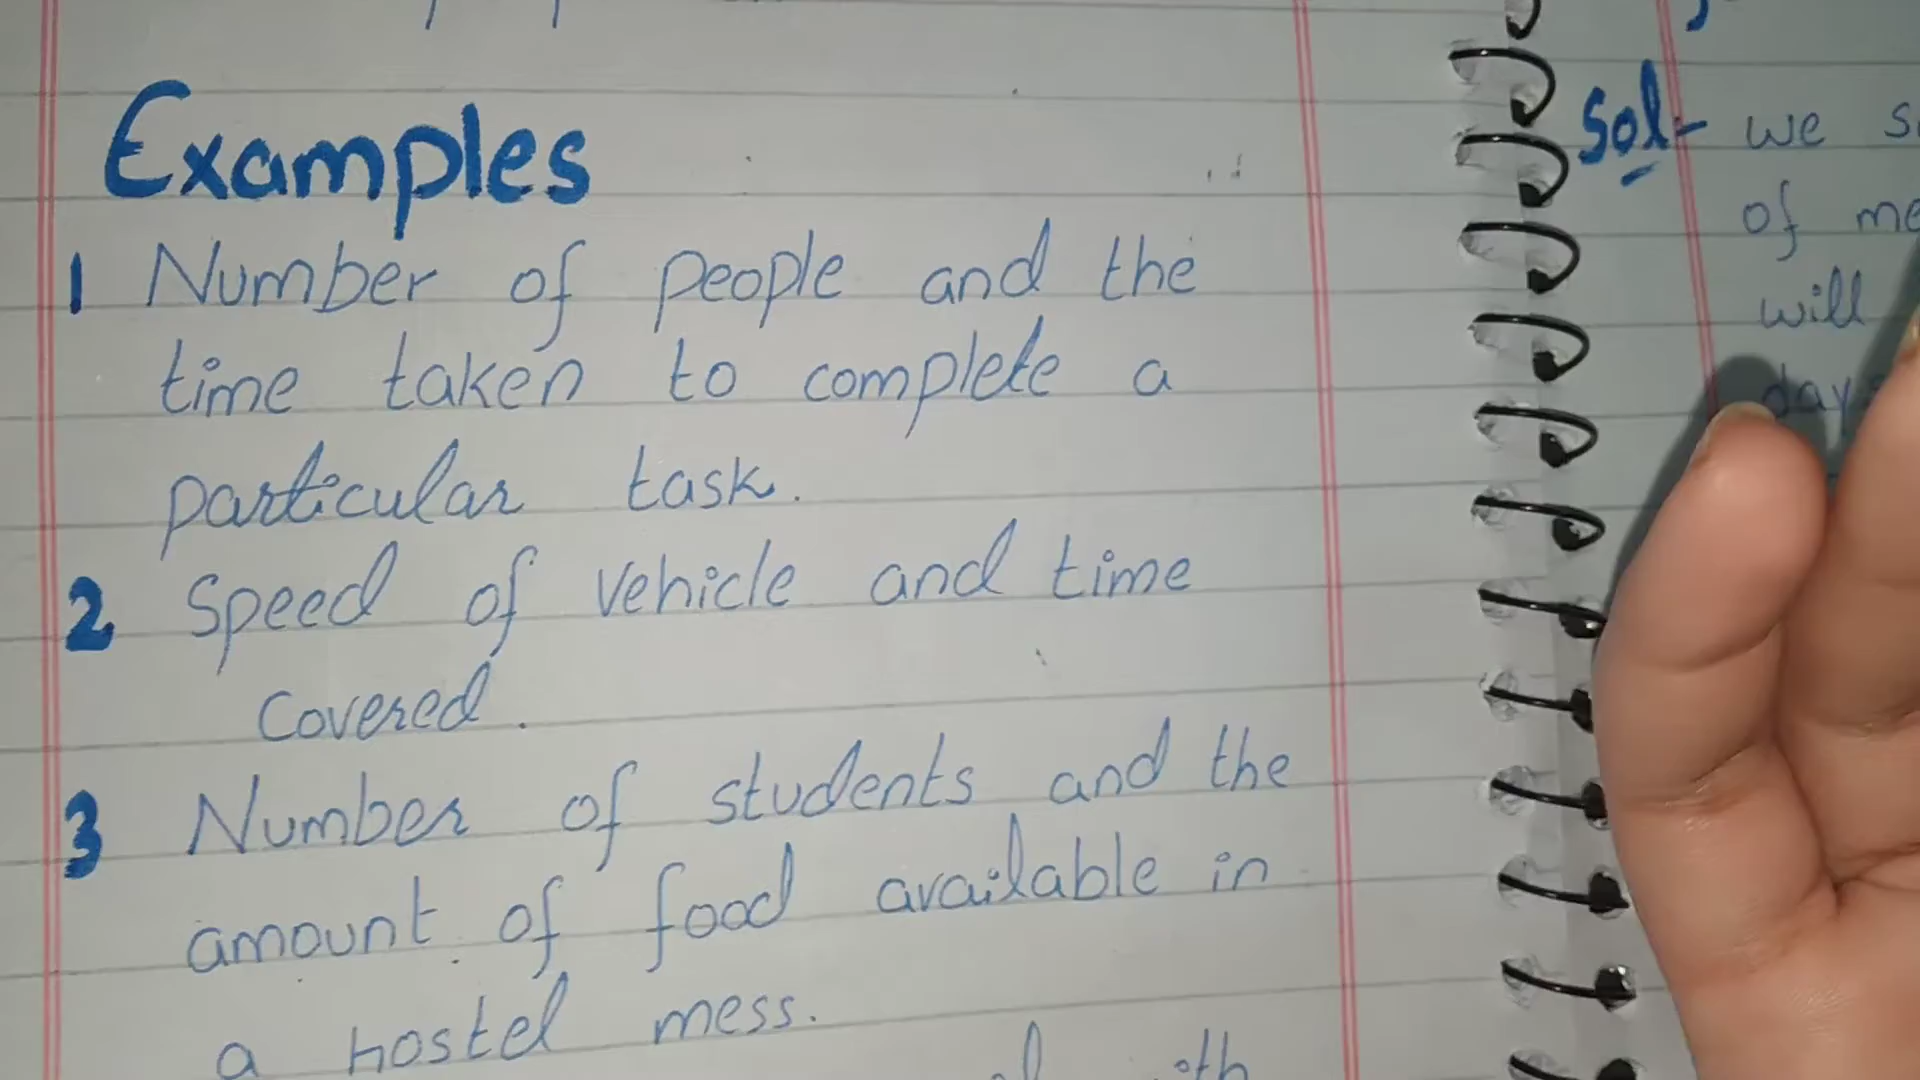 Examples
1 Number of people and the
time taken to complete a
particular task.
2 Speed of vehicle and time
covered.
3 Number of students and the
amount of food available in
a hostel mess.
Sol- we
of
will
days